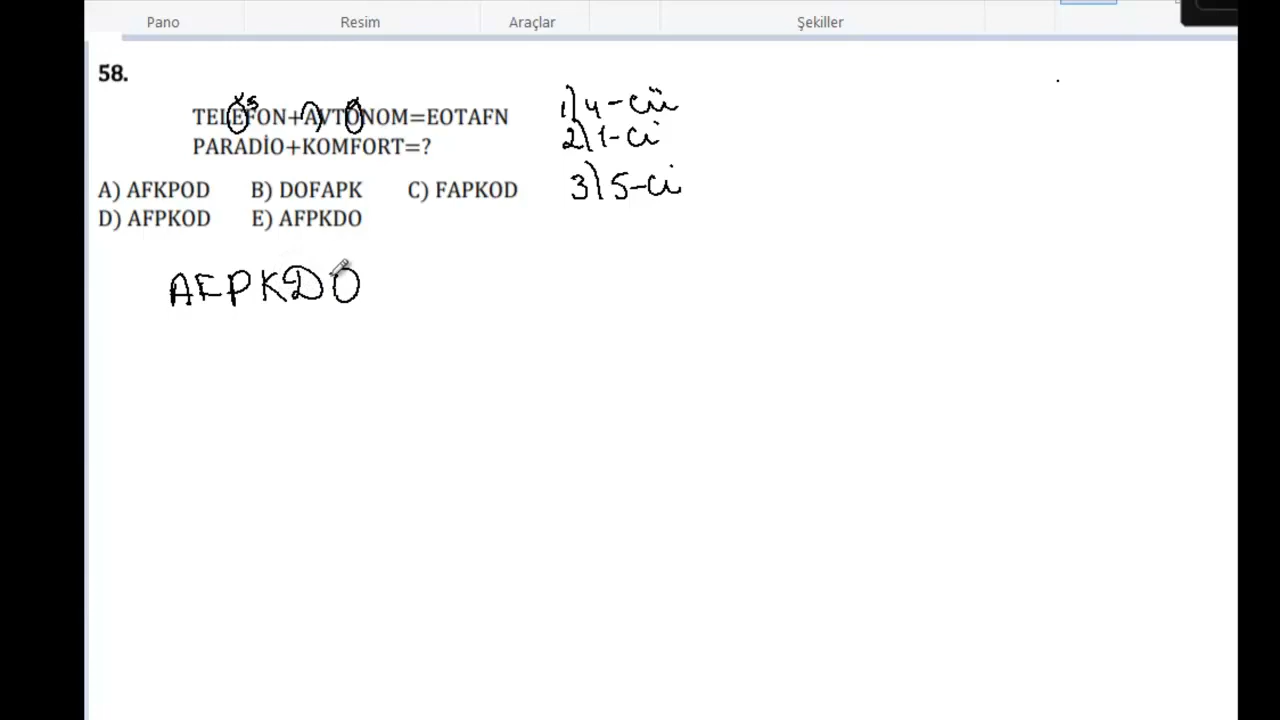 Pano Resim Araçlar Şekiller
58.
TELEFON+AVTONOM=EOTAFN
PARADİO+KOMFORT=?
A) AFKPOD B) DOFAPK C) FAPKOD
D) AFPKOD E) AFPKDO
1) 4-cü
2) 1-ci
3) 5-ci
AFPKDO